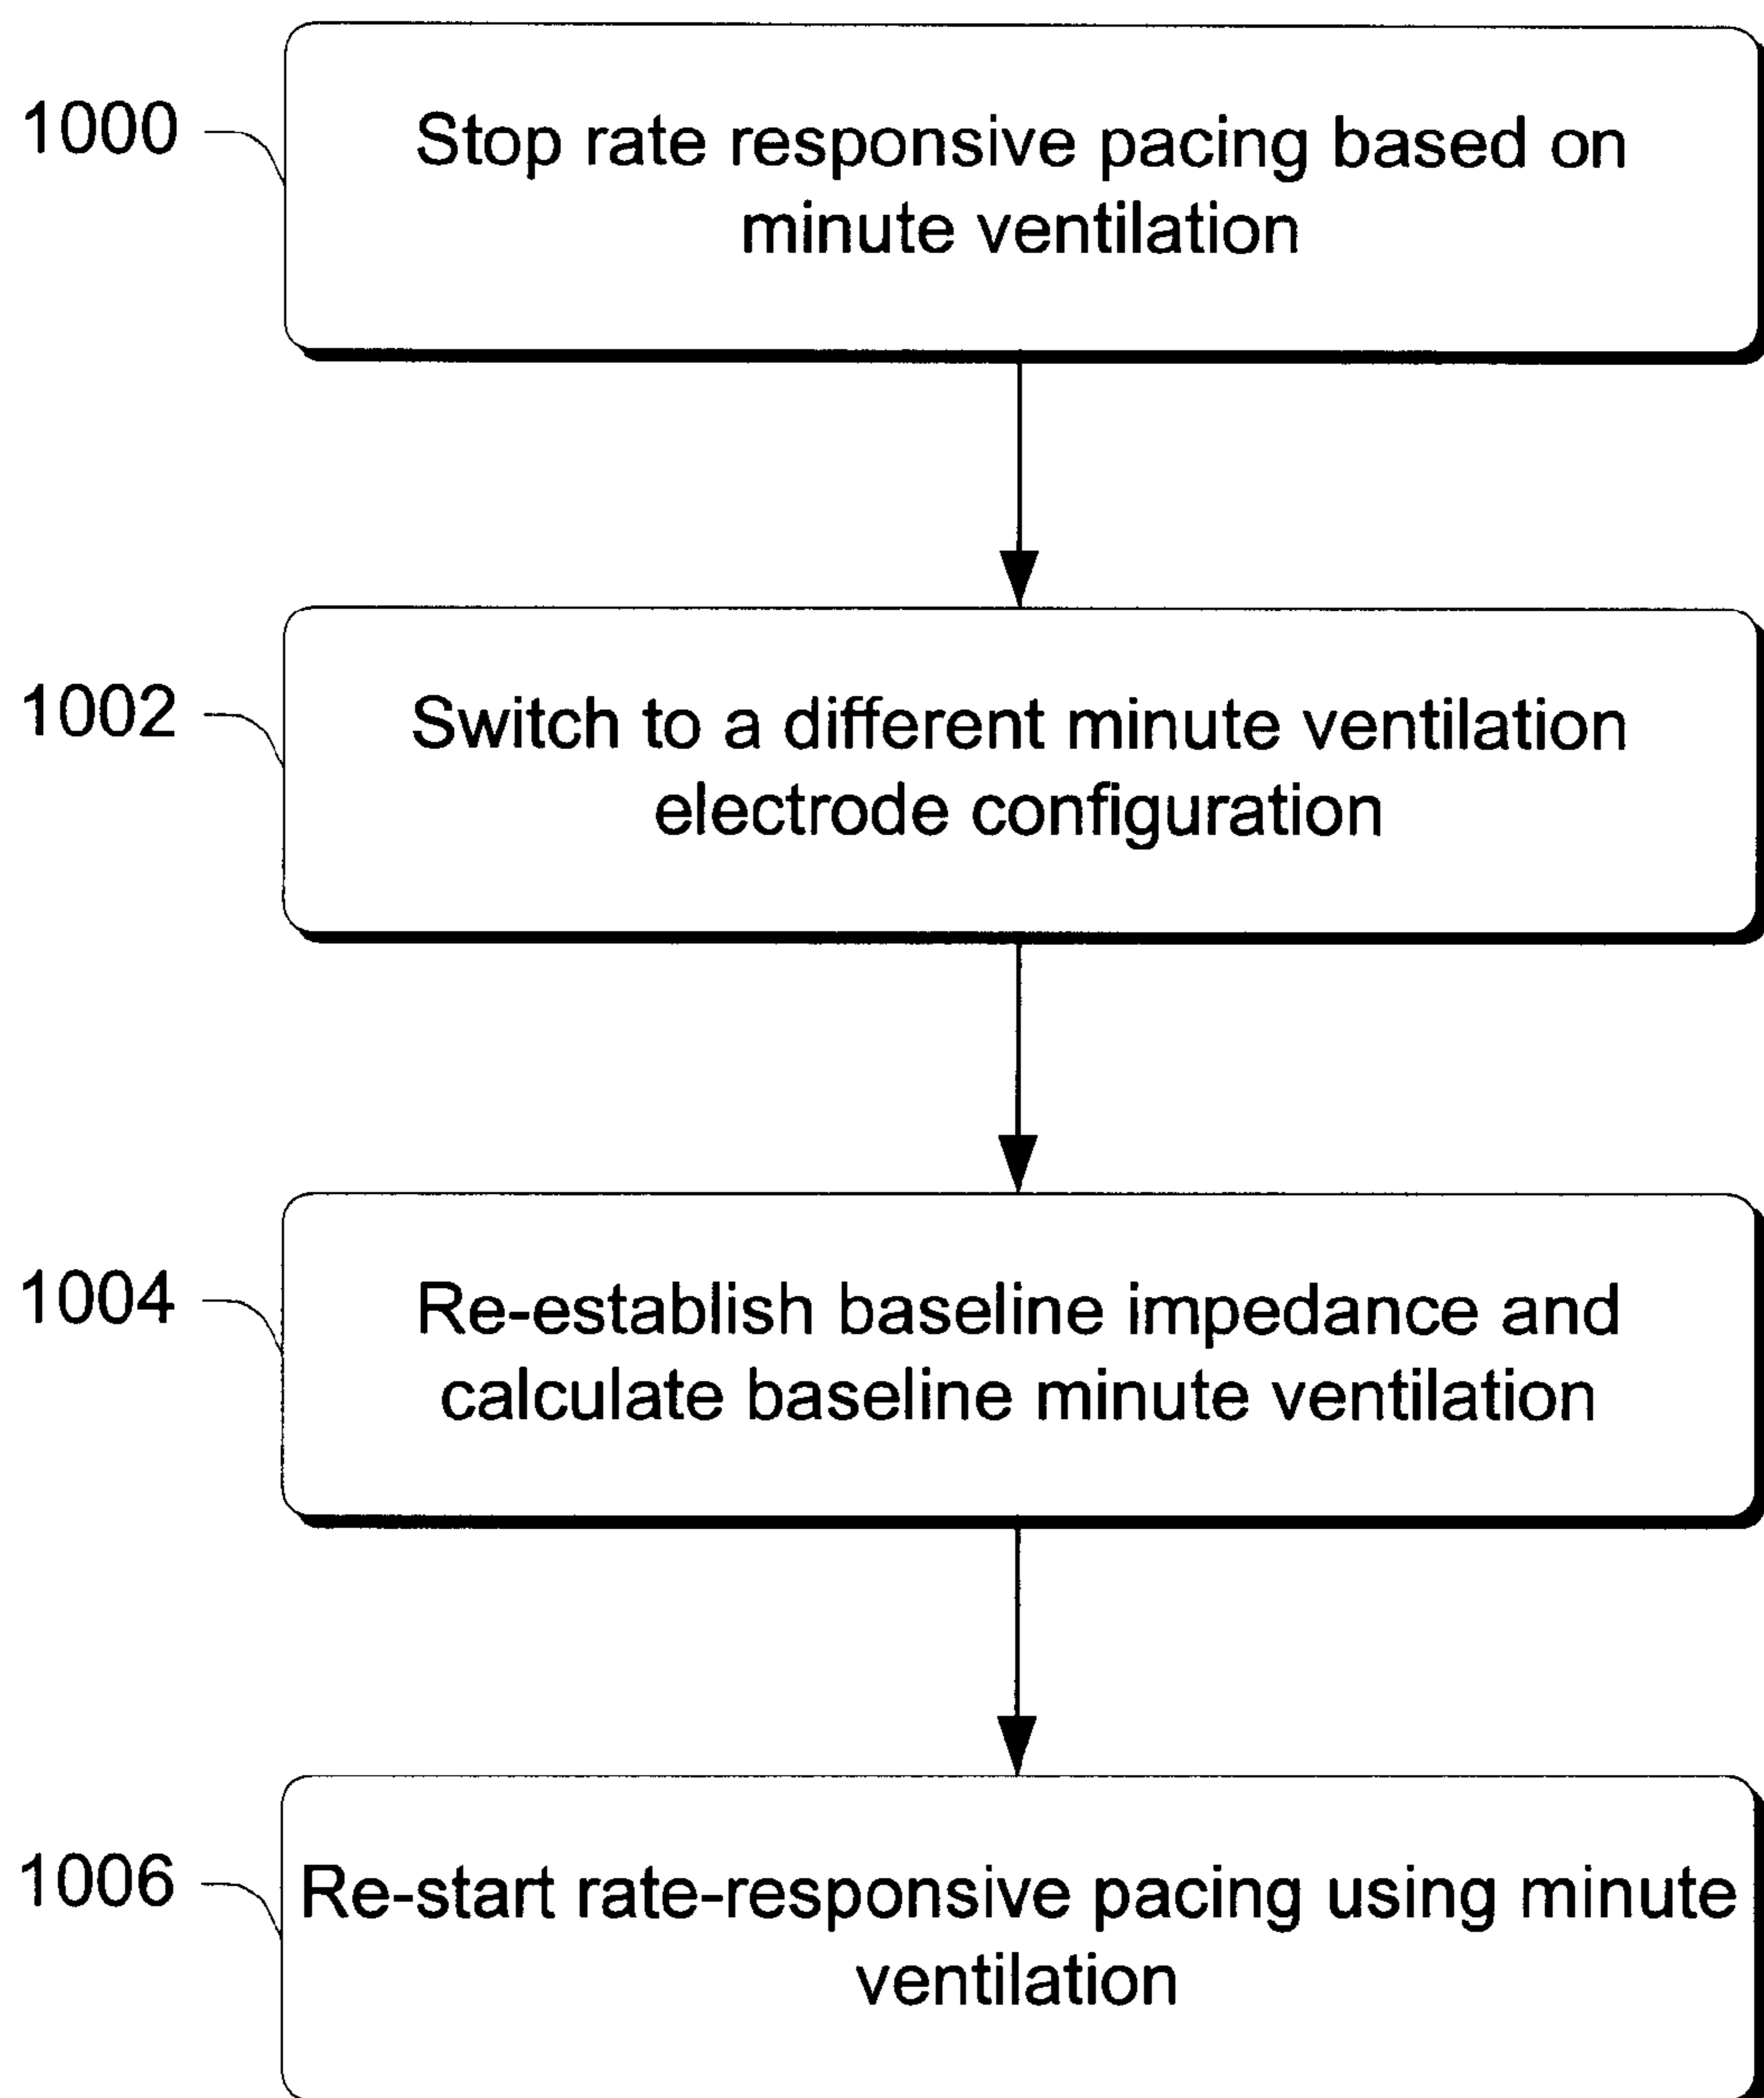 1000
Stop rate responsive pacing based on
minute ventilation
1002
Switch to a different minute ventilation
electrode configuration
1004
Re-establish baseline impedance and
calculate baseline minute ventilation
1006
Re-start rate-responsive pacing using minute
ventilation